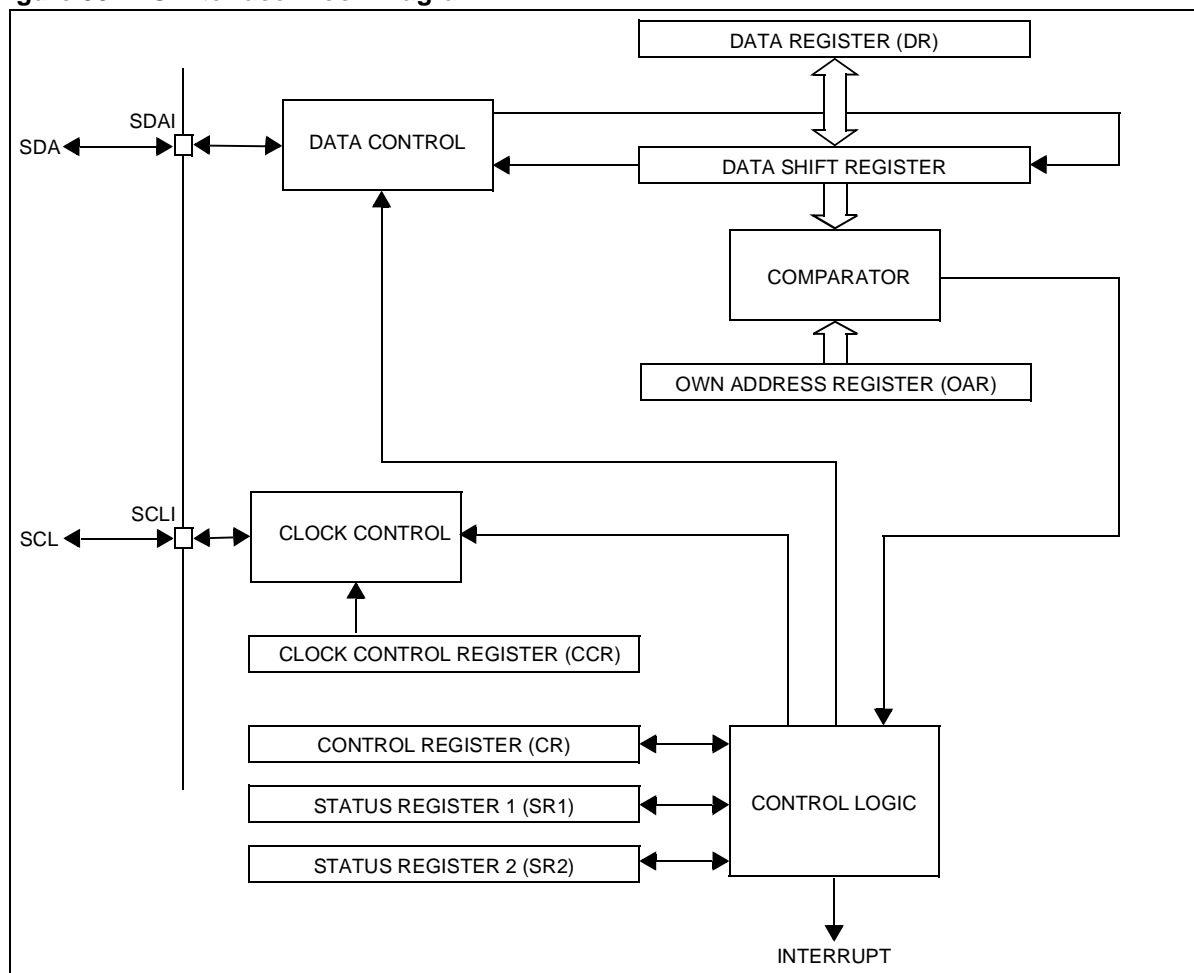 DATA REGISTER (DR)
SDAI
SDA
DATA CONTROL
DATA SHIFT REGISTER
COMPARATOR
OWN ADDRESS REGISTER (OAR)
SCLI
SCL
CLOCK CONTROL
CLOCK CONTROL REGISTER (CCR)
CONTROL REGISTER (CR)
STATUS REGISTER 1 (SR1)
CONTROL LOGIC
STATUS REGISTER 2 (SR2)
INTERRUPT